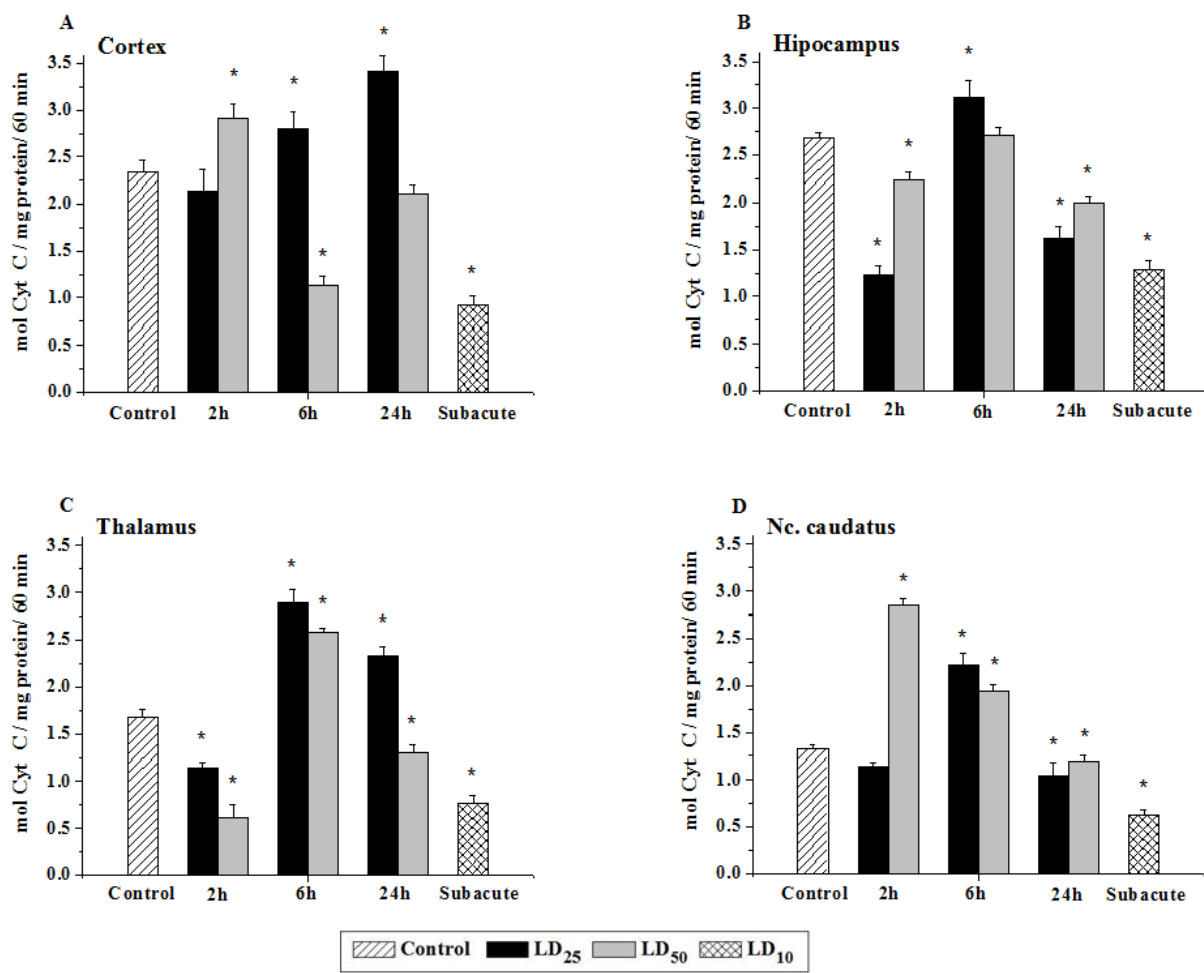 A
Cortex
mol Cyt C / mg protein/ 60 min
3.5
3.0
2.5
2.0
1.5
1.0
0.5
0.0
* * * * *
Control 2h 6h 24h Subacute
B
Hipocampus
mol Cyt C / mg protein/ 60 min
3.5
3.0
2.5
2.0
1.5
1.0
0.5
0.0
* * * * * *
Control 2h 6h 24h Subacute
C
Thalamus
mol Cyt C / mg protein/ 60 min
3.5
3.0
2.5
2.0
1.5
1.0
0.5
0.0
* * * * * * *
Control 2h 6h 24h Subacute
D
Nc. caudatus
mol Cyt C / mg protein/ 60 min
3.5
3.0
2.5
2.0
1.5
1.0
0.5
0.0
* * * * * *
Control 2h 6h 24h Subacute
Control LD25 LD50 LD10